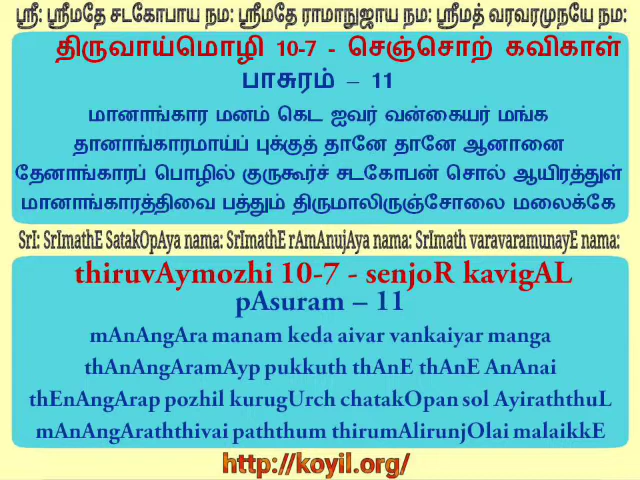 ஸ்ரீ: ஸ்ரீமதே சடகோபாய நம: ஸ்ரீமதே ராமாநுஜாய நம: ஸ்ரீமத் வரவரமுநயே நம:
திருவாய்மொழி 10-7 - செஞ்சொற் கவிகாள்
பாசுரம் – 11
மானாங்கார மனம் கெட ஐவர் வன்கையர் மங்க
தானாங்காரமாய்ப் புக்குத் தானே தானே ஆனானை
தேனாங்காரப் பொழில் குருகூர்ச் சடகோபன் சொல் ஆயிரத்துள்
மானாங்காரத்திவை பத்தும் திருமாலிருஞ்சோலை மலைக்கே
SrI: SrImathE SatakOpAya nama: SrImathE rAmAnujAya nama: SrImath varavaramunayE nama:
thiruvAymozhi 10-7 - senjoR kavigAL
pAsuram – 11
mAnAngAra manam keda aivar vankaiyar manga
thAnAngAramAyp pukkuth thAnE thAnE AnAnai
thEnAngArap pozhil kurugUrch chatakOpan sol AyiraththuL
mAnAngAraththivai paththum thirumAlirunjOlai malaikkE
http://koyil.org/